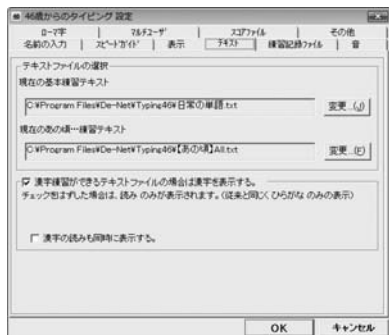 46歳からのタイピング 設定
ローマ字 マルチユーザ スコアファイル その他
名前の入力 スピードガイド 表示 テキスト 練習記録ファイル 音
テキストファイルの選択
現在の基本練習テキスト
C:¥Program Files¥De-Net¥Typing46¥日常の単語.txt 変更...(J)
現在のあの頃…練習テキスト
C:¥Program Files¥De-Net¥Typing46¥【あの頃】All.txt 変更...(F)
漢字練習ができるテキストファイルの場合は漢字を表示する。
チェックをはずした場合は、読み のみが表示されます。(従来と同じく ひらがな のみの表示)
漢字の読みも同時に表示する。
OK キャンセル